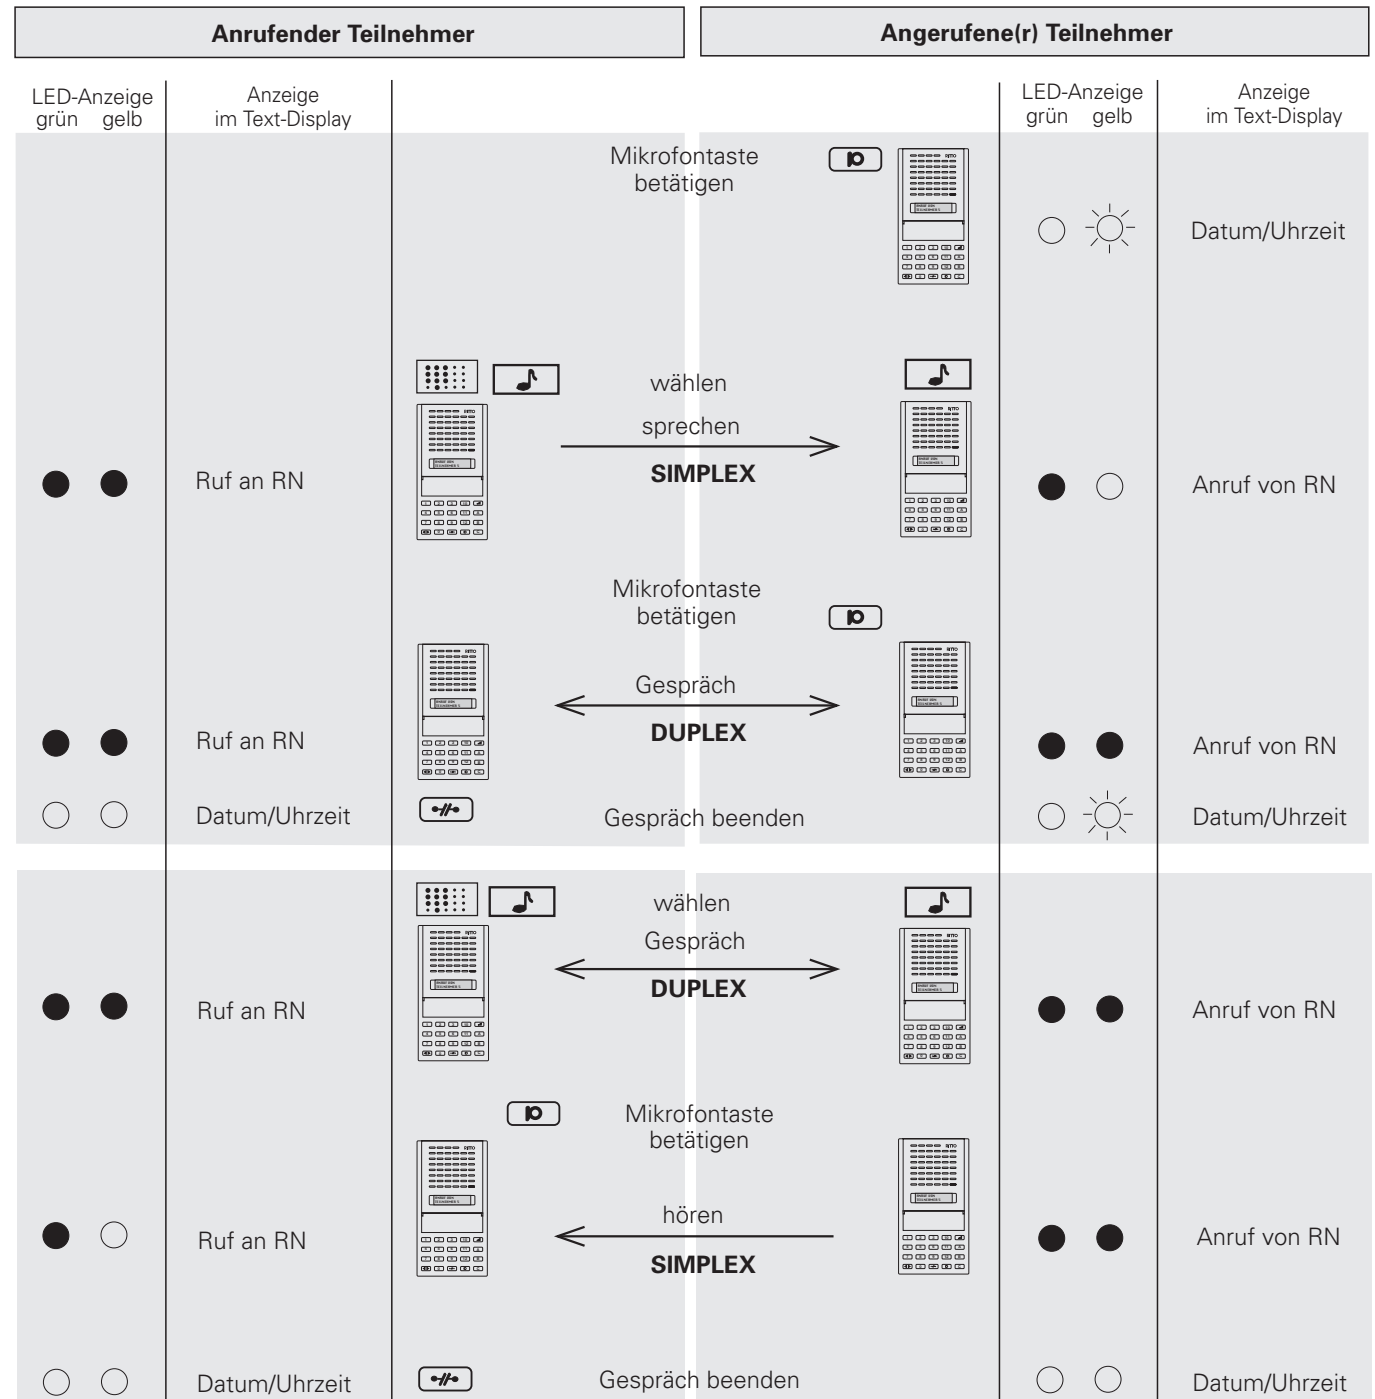 Anrufender Teilnehmer
Angerufene(r) Teilnehmer
LED-Anzeige
grün gelb
Anzeige
im Text-Display
LED-Anzeige
grün gelb
Anzeige
im Text-Display
Mikrofontaste
betätigen
Datum/Uhrzeit
wählen
sprechen
SIMPLEX
Ruf an RN
Anruf von RN
Mikrofontaste
betätigen
Gespräch
DUPLEX
Ruf an RN
Anruf von RN
Datum/Uhrzeit
Gespräch beenden
Datum/Uhrzeit
wählen
Gespräch
DUPLEX
Ruf an RN
Anruf von RN
Mikrofontaste
betätigen
hören
SIMPLEX
Ruf an RN
Anruf von RN
Datum/Uhrzeit
Gespräch beenden
Datum/Uhrzeit